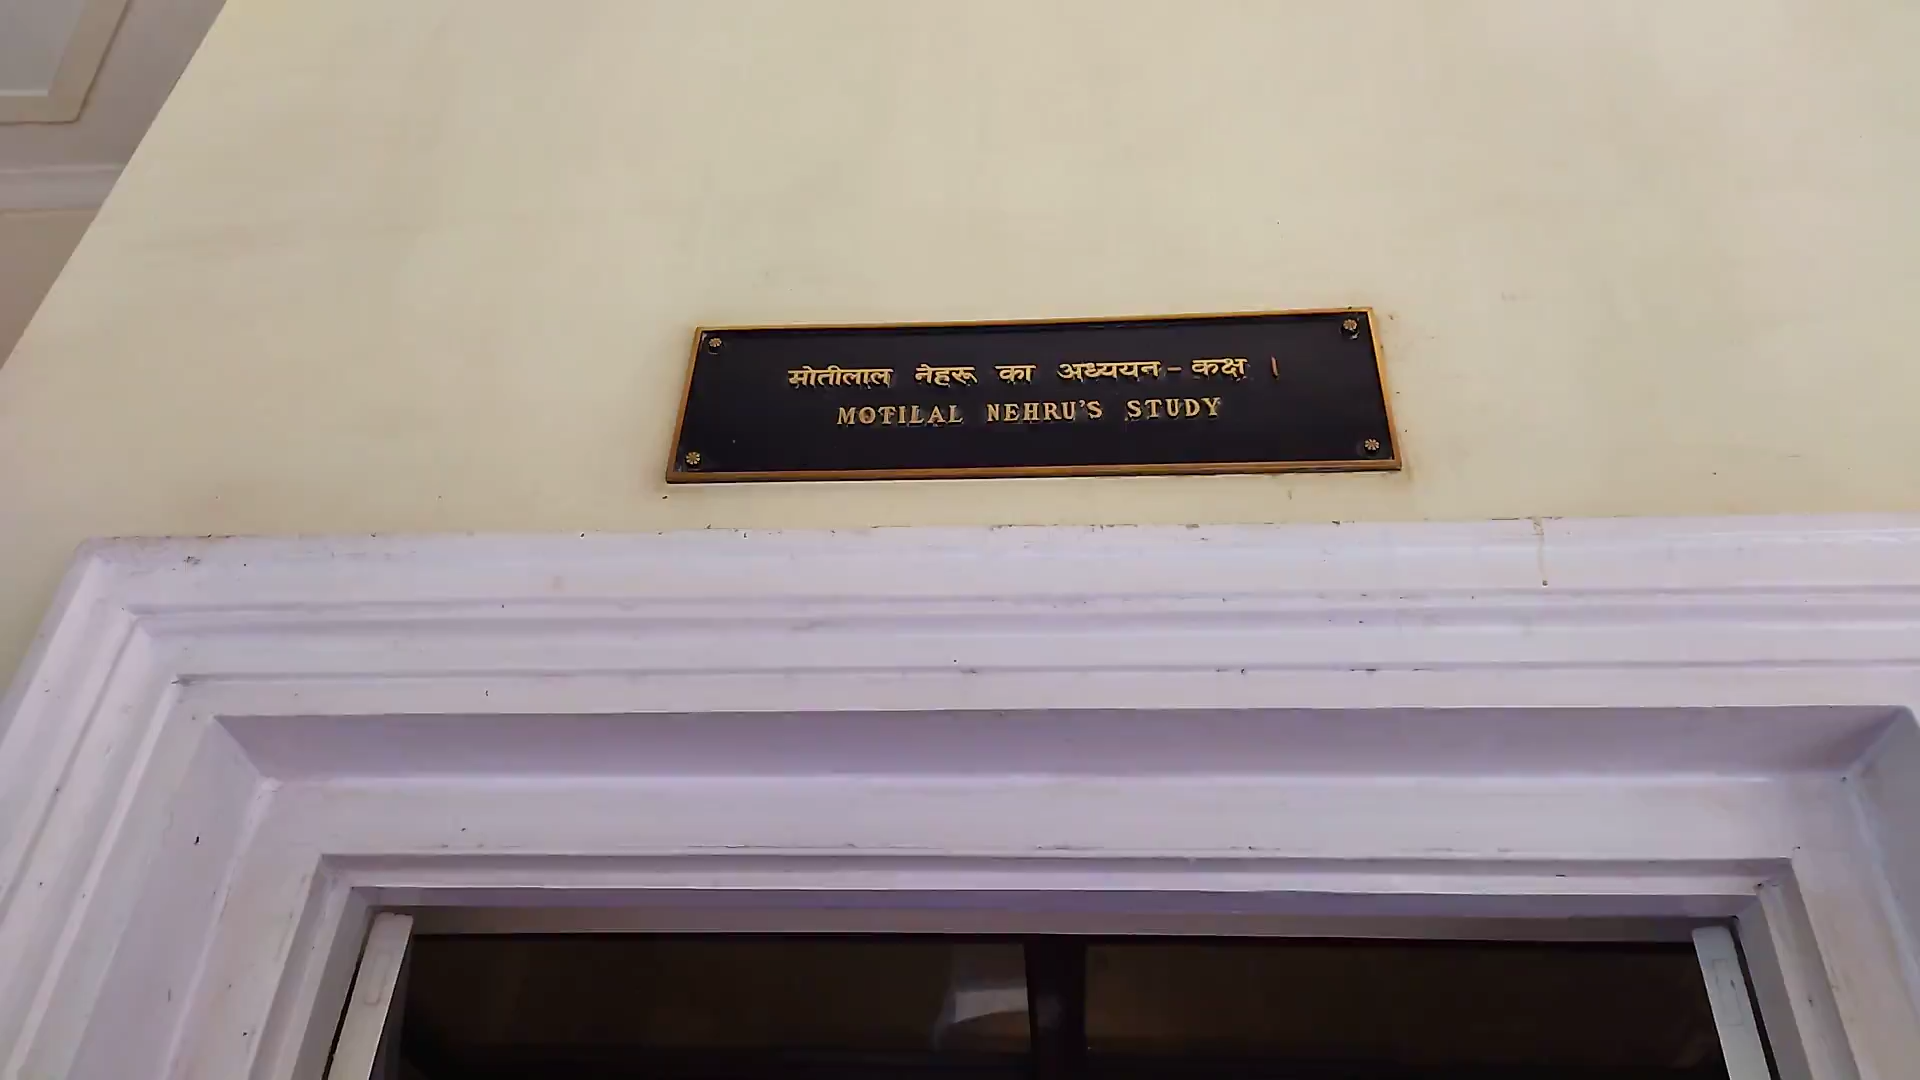 मोतीलाल नेहरू का अध्ययन - कक्ष ।
MOTILAL NEHRU'S STUDY